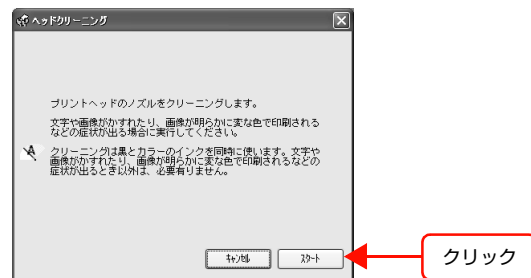 ヘッドクリーニング
プリントヘッドのノズルをクリーニングします。
文字や画像がかすれたり、画像が明らかに変な色で印刷される
などの症状が出る場合に実行してください。
クリーニングは黒とカラーのインクを同時に使います。文字や
画像がかすれたり、画像が明らかに変な色で印刷されるなどの
症状が出るとき以外は、必要有りません。
キャンセル
スタート
クリック